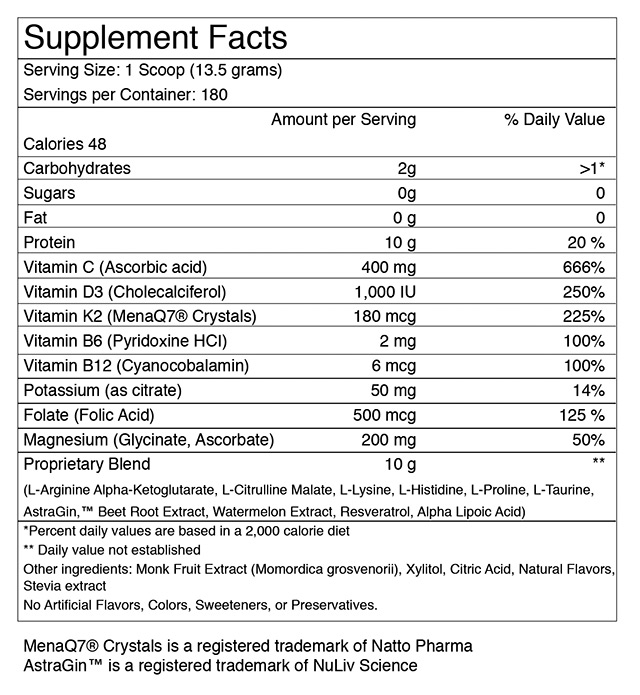 Supplement Facts
Serving Size: 1 Scoop (13.5 grams)
Servings per Container: 180
Amount per Serving % Daily Value
Calories 48
Carbohydrates 2g >1*
Sugars 0g 0
Fat 0 g 0
Protein 10 g 20 %
Vitamin C (Ascorbic acid) 400 mg 666%
Vitamin D3 (Cholecalciferol) 1,000 IU 250%
Vitamin K2 (MenaQ7® Crystals) 180 mcg 225%
Vitamin B6 (Pyridoxine HCI) 2 mg 100%
Vitamin B12 (Cyanocobalamin) 6 mcg 100%
Potassium (as citrate) 50 mg 14%
Folate (Folic Acid) 500 mcg 125 %
Magnesium (Glycinate, Ascorbate) 200 mg 50%
Proprietary Blend 10 g **
(L-Arginine Alpha-Ketoglutarate, L-Citrulline Malate, L-Lysine, L-Histidine, L-Proline, L-Taurine,
AstraGin,™ Beet Root Extract, Watermelon Extract, Resveratrol, Alpha Lipoic Acid)
*Percent daily values are based in a 2,000 calorie diet
** Daily value not established
Other ingredients: Monk Fruit Extract (Momordica grosvenorii), Xylitol, Citric Acid, Natural Flavors,
Stevia extract
No Artificial Flavors, Colors, Sweeteners, or Preservatives.
MenaQ7® Crystals is a registered trademark of Natto Pharma
AstraGin™ is a registered trademark of NuLiv Science